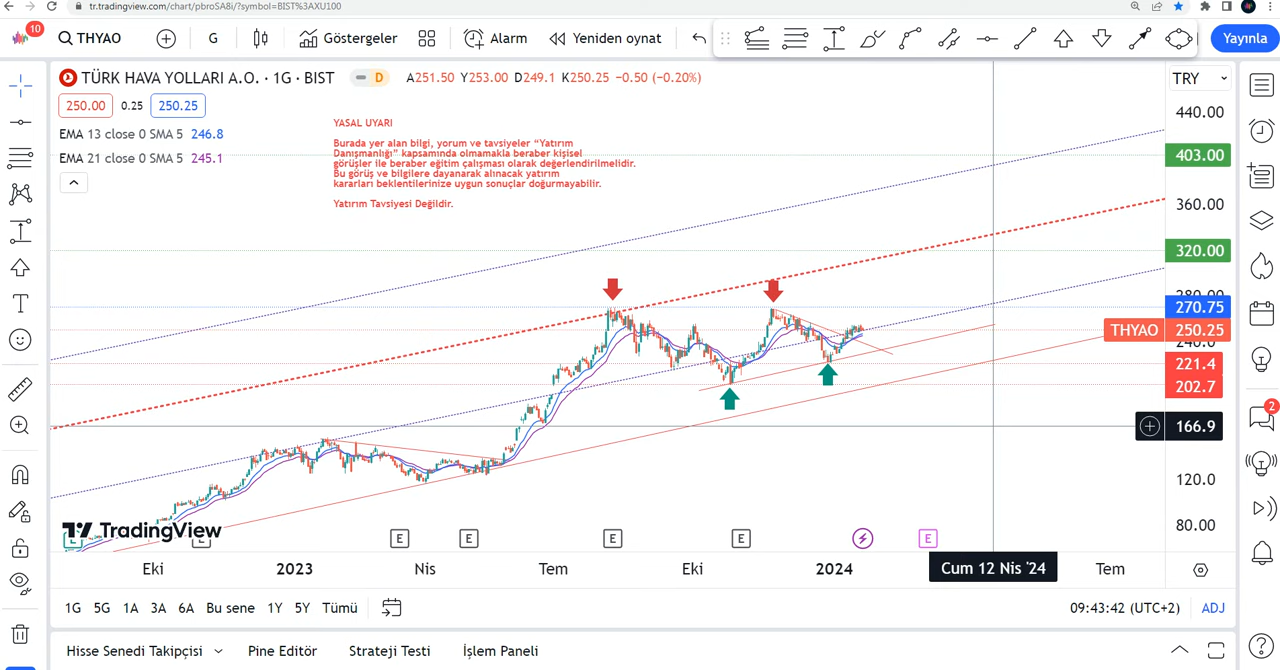 tr.tradingview.com/chart/pbroSA8i/?symbol=BIST%3AXU100
10
THYAO
G
Göstergeler
Alarm
Yeniden oynat
Yayınla
TÜRK HAVA YOLLARI A.O. · 1G · BIST
D
A251.50 Y253.00 D249.1 K250.25 −0.50 (−0.20%)
TRY
250.00
0.25
250.25
EMA 13 close 0 SMA 5 246.8
EMA 21 close 0 SMA 5 245.1
YASAL UYARI
Burada yer alan bilgi, yorum ve tavsiyeler “Yatırım
Danışmanlığı” kapsamında olmamakla beraber kişisel
görüşler ile beraber eğitim çalışması olarak değerlendirilmelidir.
Bu görüş ve bilgilere dayanarak alınacak yatırım
kararları beklentilerinize uygun sonuçlar doğurmayabilir.
Yatırım Tavsiyesi Değildir.
440.00
403.00
360.00
320.00
280.00
270.75
THYAO 250.25
240.00
221.4
202.7
166.9
120.0
80.00
2
TradingView
E
E
E
E
E
E
E
Eki
2023
Nis
Tem
Eki
2024
Cum 12 Nis '24
Tem
1G 5G 1A 3A 6A Bu sene 1Y 5Y Tümü
09:43:42 (UTC+2)
ADJ
Hisse Senedi Takipçisi
Pine Editör
Strateji Testi
İşlem Paneli